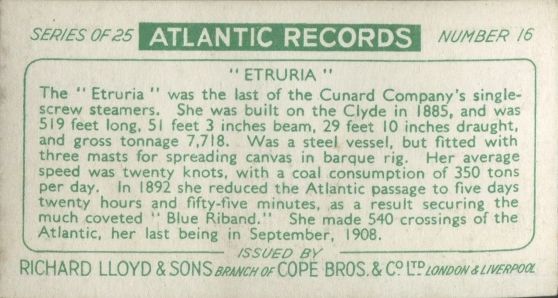 SERIES OF 25 ATLANTIC RECORDS NUMBER 16
"ETRURIA"
The "Etruria" was the last of the Cunard Company's single-
screw steamers. She was built on the Clyde in 1885, and was
519 feet long, 51 feet 3 inches beam, 29 feet 10 inches draught,
and gross tonnage 7,718. Was a steel vessel, but fitted with
three masts for spreading canvas in barque rig. Her average
speed was twenty knots, with a coal consumption of 350 tons
per day. In 1892 she reduced the Atlantic passage to five days
twenty hours and fifty-five minutes, as a result securing the
much coveted "Blue Riband." She made 540 crossings of the
Atlantic, her last being in September, 1908.
ISSUED BY
RICHARD LLOYD & SONS BRANCH OF COPE BROS. & CO LTD LONDON & LIVERPOOL